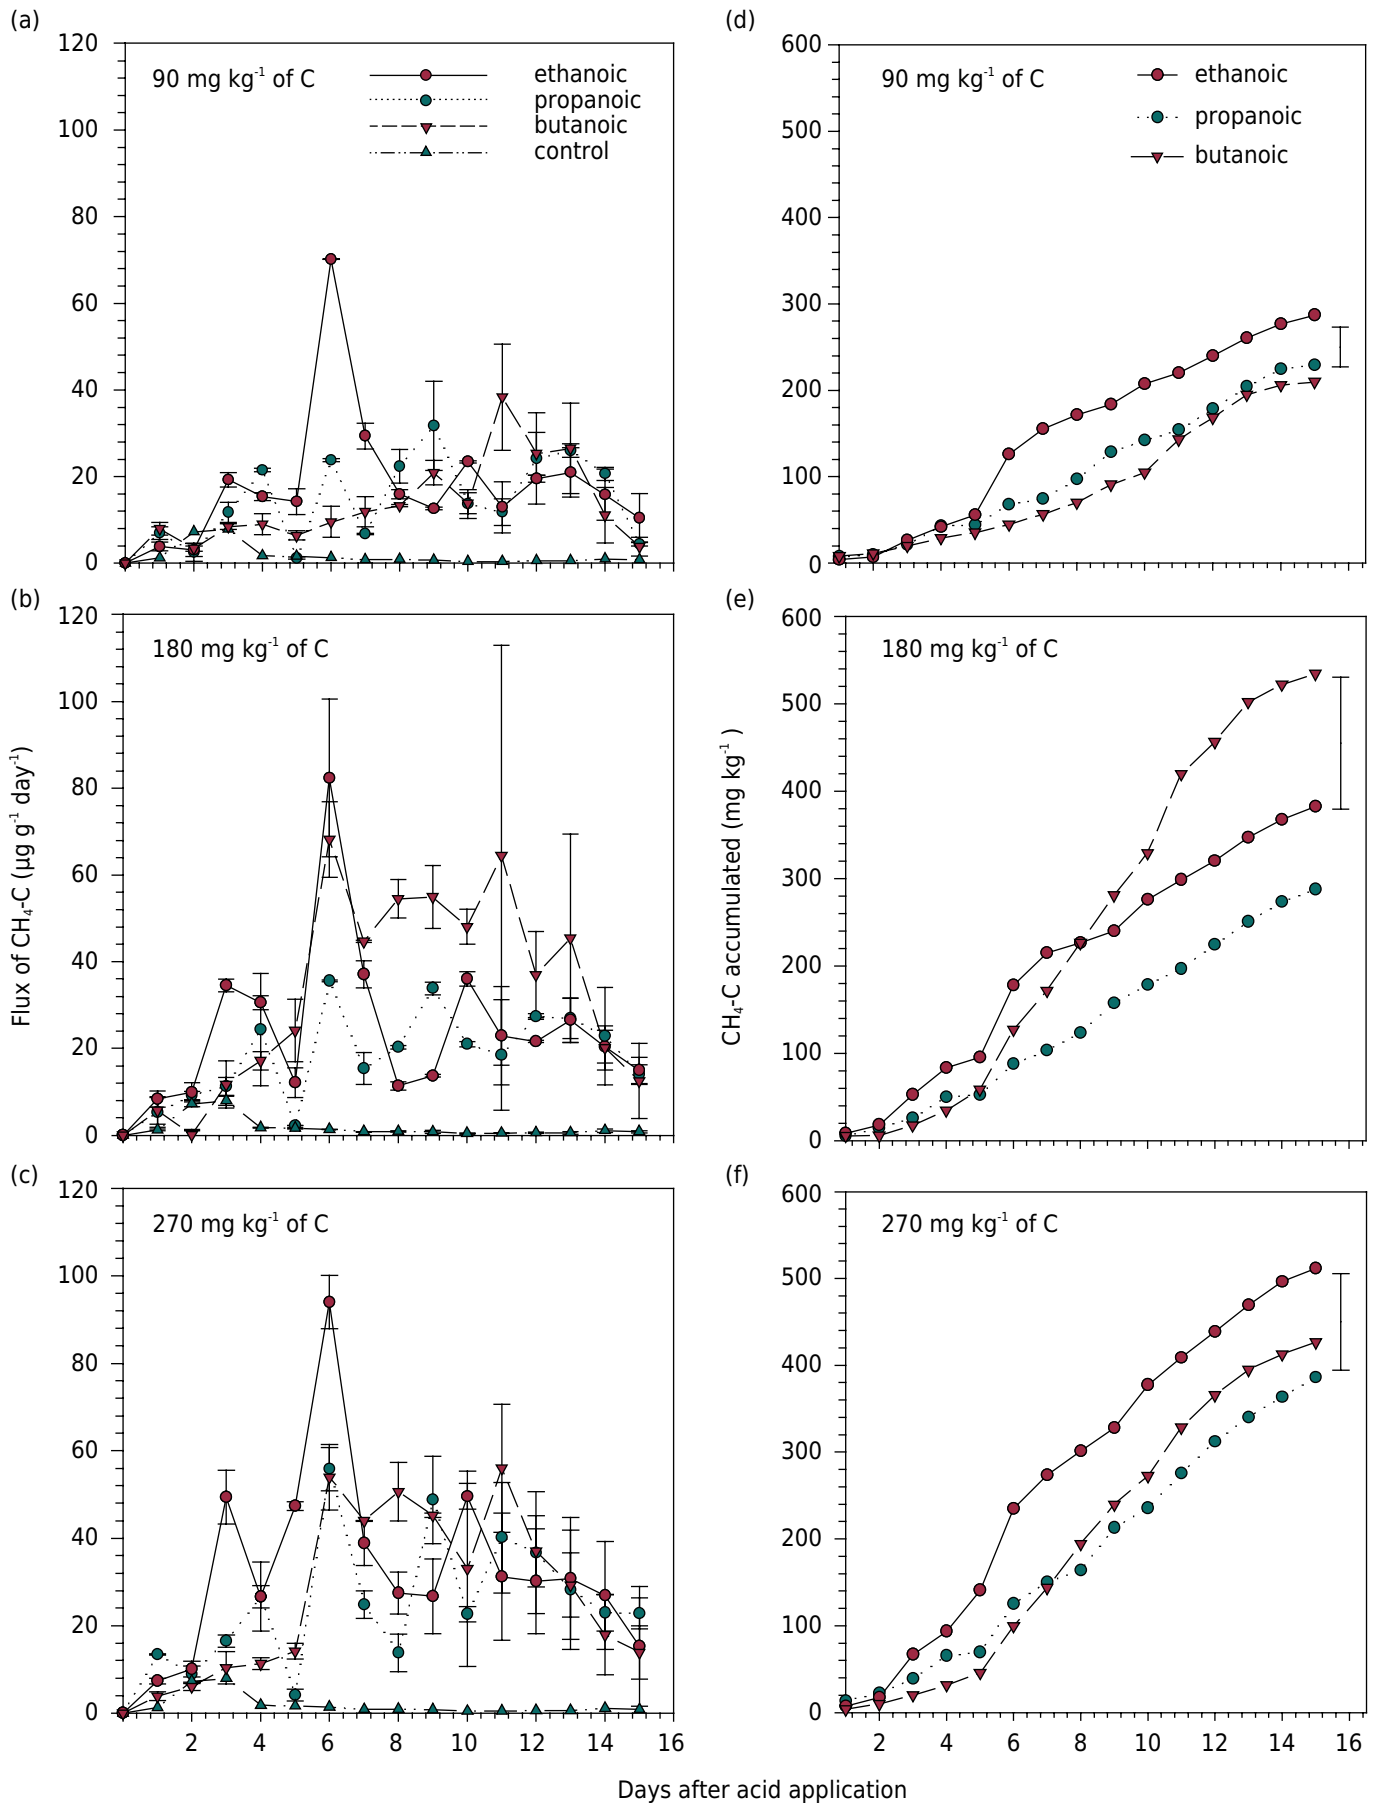 (a)
120
100
80
60
40
20
0
90 mg kg⁻¹ of C
ethanoic
propanoic
butanoic
control
(d)
600
500
400
300
200
100
0
90 mg kg⁻¹ of C
ethanoic
propanoic
butanoic
(b)
120
100
80
60
40
20
0
180 mg kg⁻¹ of C
Flux of CH₄-C (µg g⁻¹ day⁻¹)
(e)
600
500
400
300
200
100
0
180 mg kg⁻¹ of C
CH₄-C accumulated (mg kg⁻¹ )
(c)
120
100
80
60
40
20
0
270 mg kg⁻¹ of C
2 4 6 8 10 12 14 16
(f)
600
500
400
300
200
100
0
270 mg kg⁻¹ of C
2 4 6 8 10 12 14 16
Days after acid application